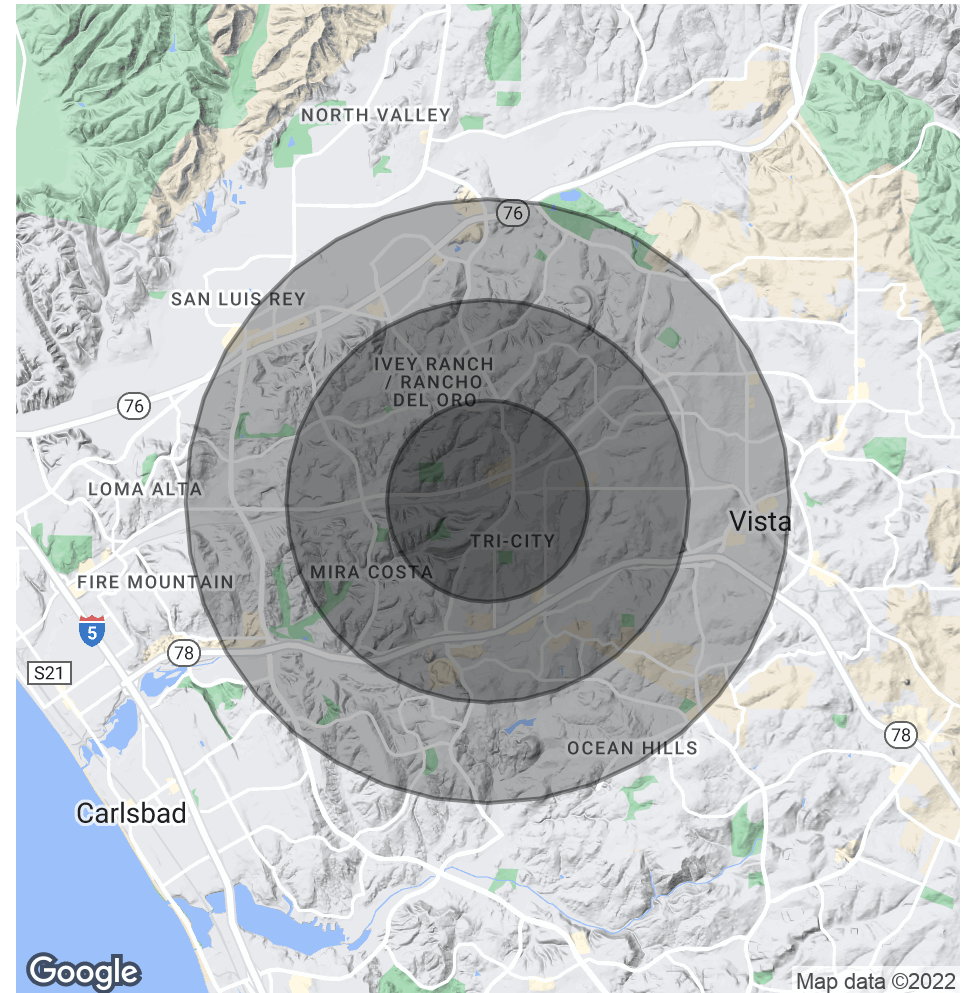 NORTH VALLEY
76
SAN LUIS REY
IVEY RANCH
/ RANCHO
DEL ORO
76
LOMA ALTA
Vista
TRI-CITY
MIRA COSTA
FIRE MOUNTAIN
5
78
S21
78
OCEAN HILLS
Carlsbad
Google
Map data ©2022